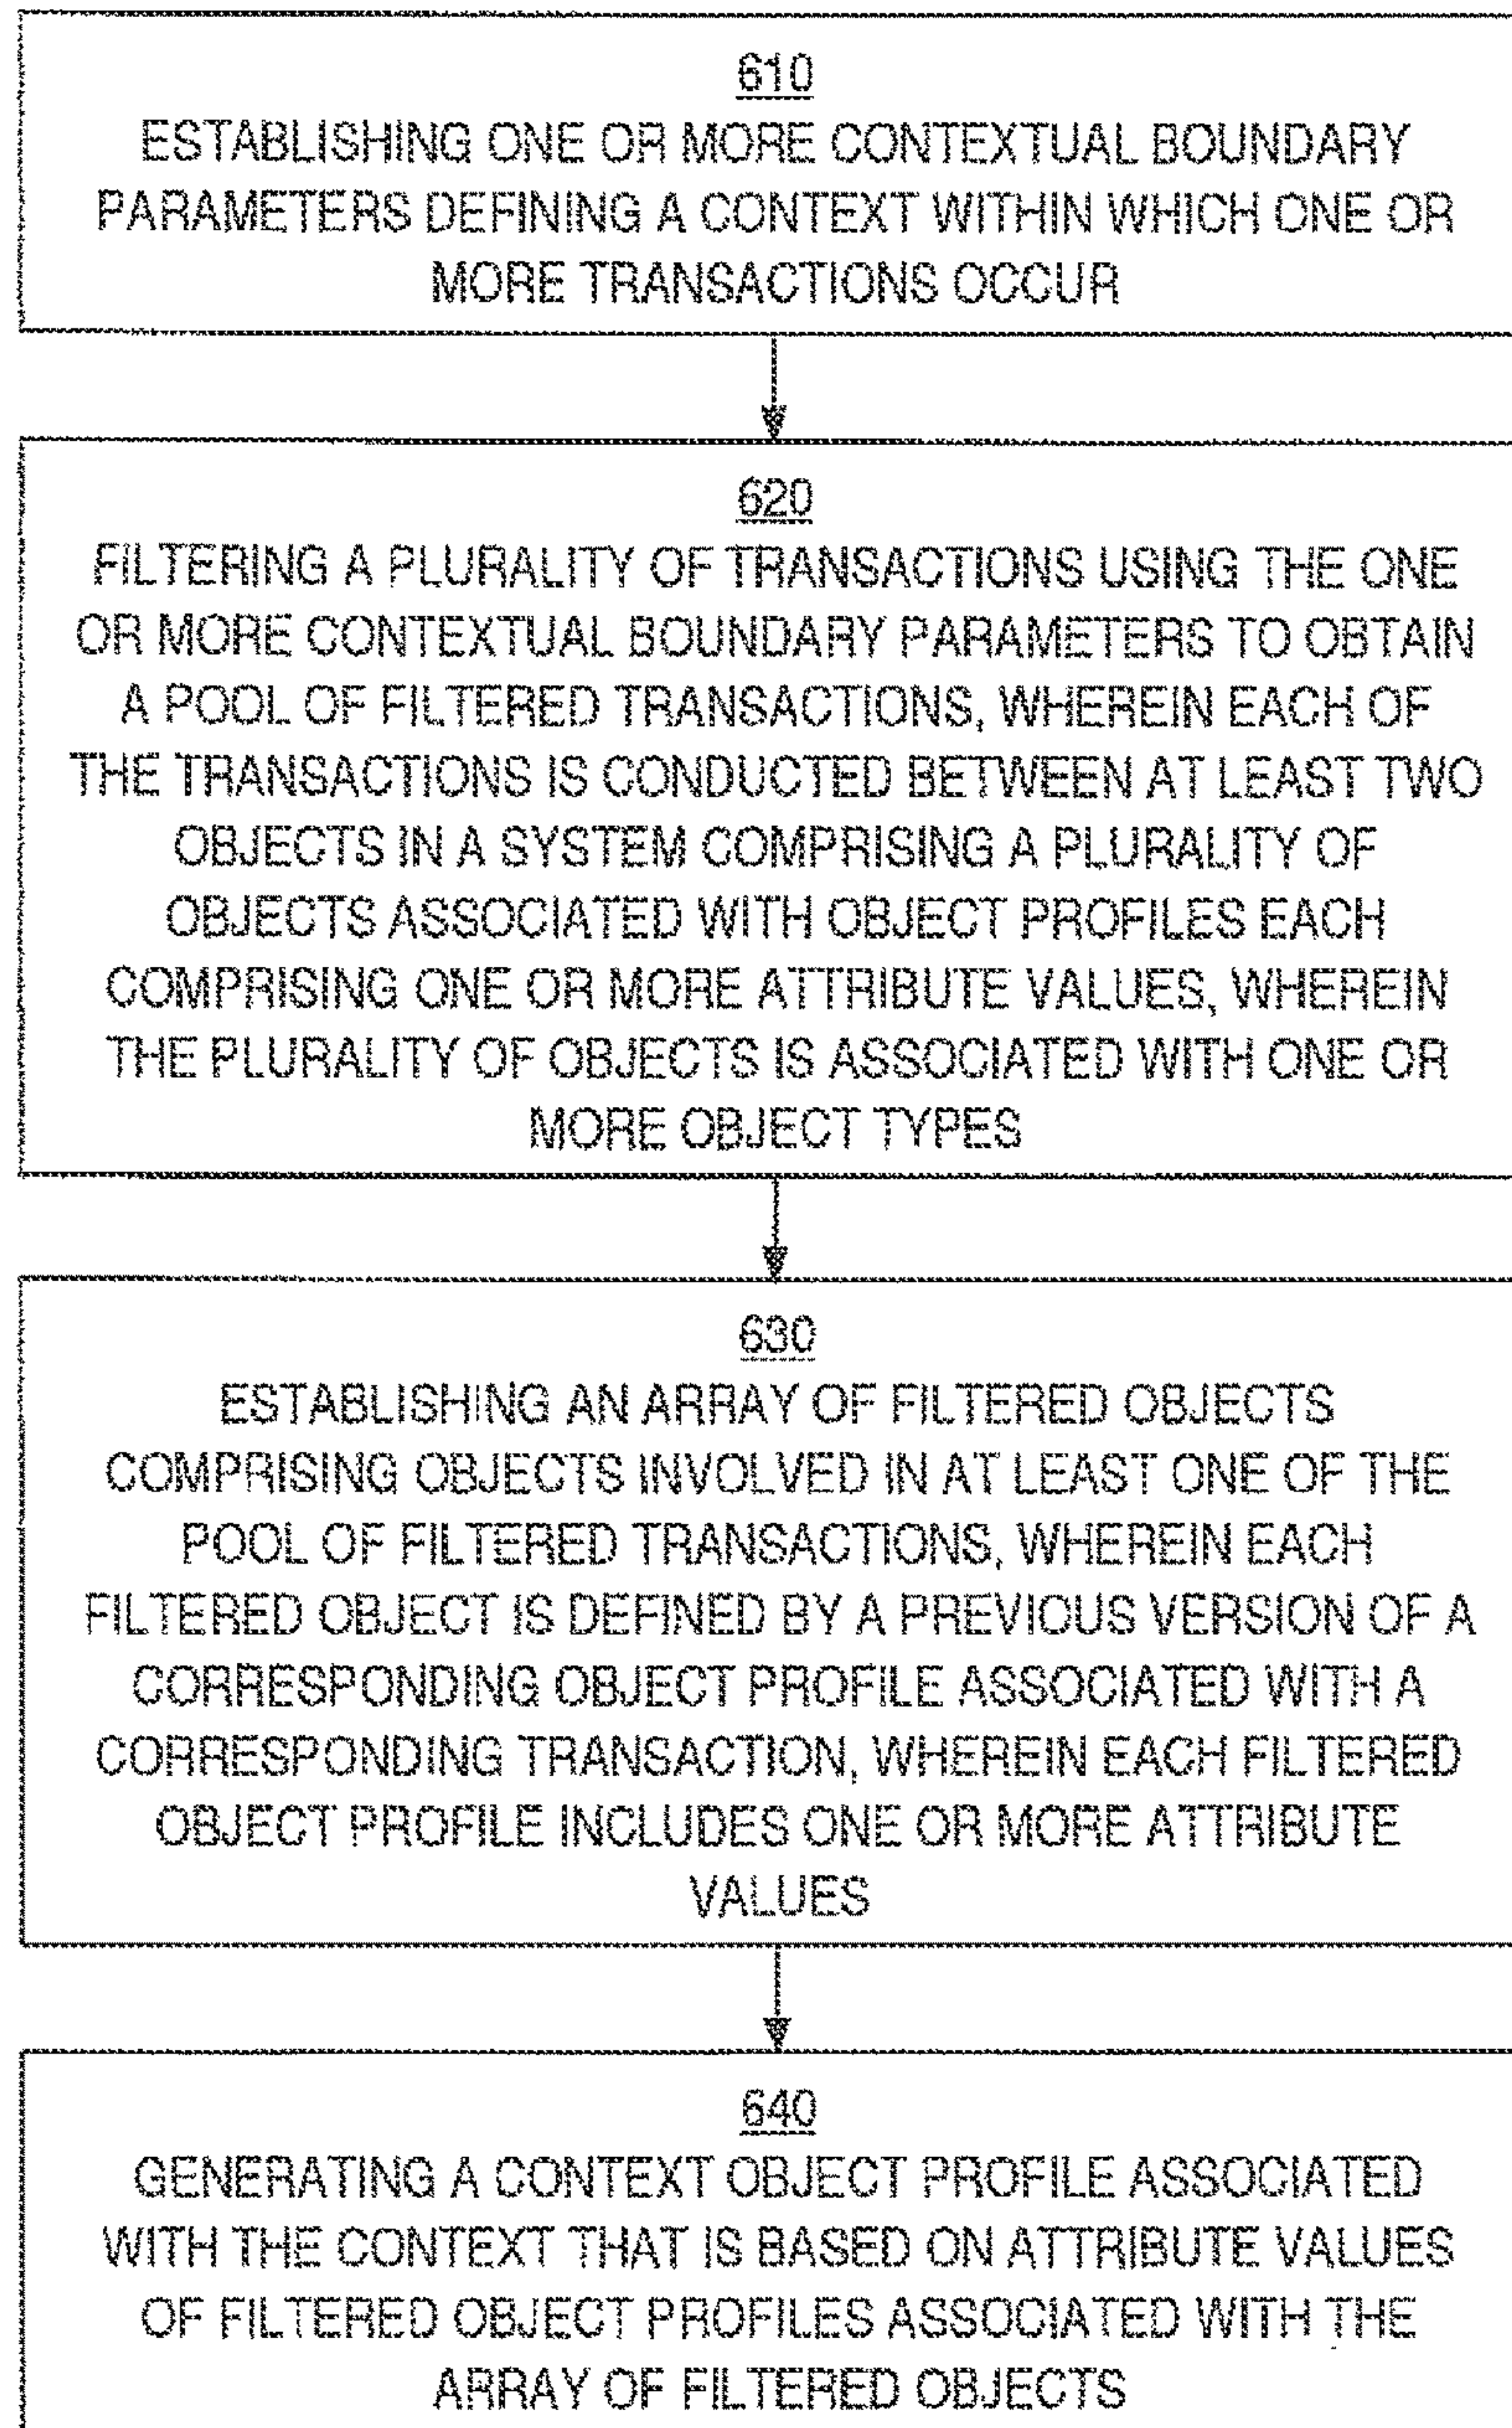 610
ESTABLISHING ONE OR MORE CONTEXTUAL BOUNDARY
PARAMETERS DEFINING A CONTEXT WITHIN WHICH ONE OR
MORE TRANSACTIONS OCCUR
620
FILTERING A PLURALITY OF TRANSACTIONS USING THE ONE
OR MORE CONTEXTUAL BOUNDARY PARAMETERS TO OBTAIN
A POOL OF FILTERED TRANSACTIONS, WHEREIN EACH OF
THE TRANSACTIONS IS CONDUCTED BETWEEN AT LEAST TWO
OBJECTS IN A SYSTEM COMPRISING A PLURALITY OF
OBJECTS ASSOCIATED WITH OBJECT PROFILES EACH
COMPRISING ONE OR MORE ATTRIBUTE VALUES, WHEREIN
THE PLURALITY OF OBJECTS IS ASSOCIATED WITH ONE OR
MORE OBJECT TYPES
630
ESTABLISHING AN ARRAY OF FILTERED OBJECTS
COMPRISING OBJECTS INVOLVED IN AT LEAST ONE OF THE
POOL OF FILTERED TRANSACTIONS, WHEREIN EACH
FILTERED OBJECT IS DEFINED BY A PREVIOUS VERSION OF A
CORRESPONDING OBJECT PROFILE ASSOCIATED WITH A
CORRESPONDING TRANSACTION, WHEREIN EACH FILTERED
OBJECT PROFILE INCLUDES ONE OR MORE ATTRIBUTE
VALUES
640
GENERATING A CONTEXT OBJECT PROFILE ASSOCIATED
WITH THE CONTEXT THAT IS BASED ON ATTRIBUTE VALUES
OF FILTERED OBJECT PROFILES ASSOCIATED WITH THE
ARRAY OF FILTERED OBJECTS